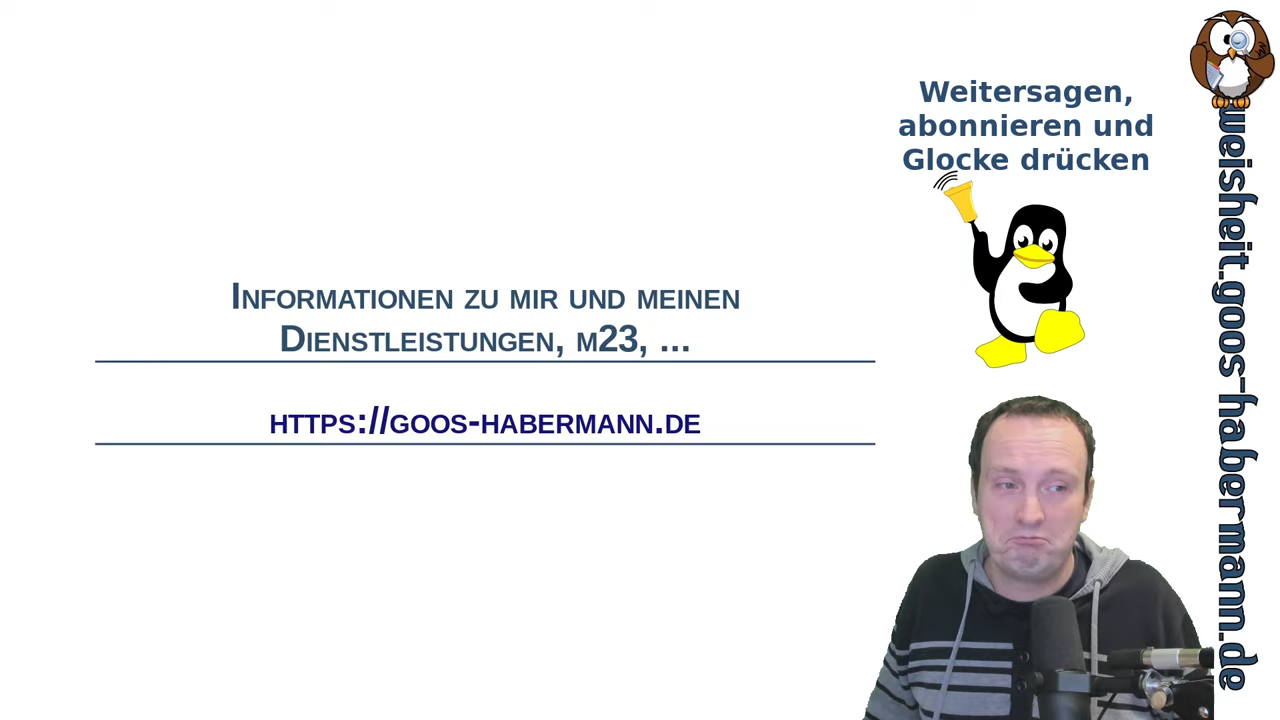 Weitersagen,
abonnieren und
Glocke drücken
Informationen zu mir und meinen
Dienstleistungen, m23, ...
https://goos-habermann.de
weisheit.goos-habermann.de